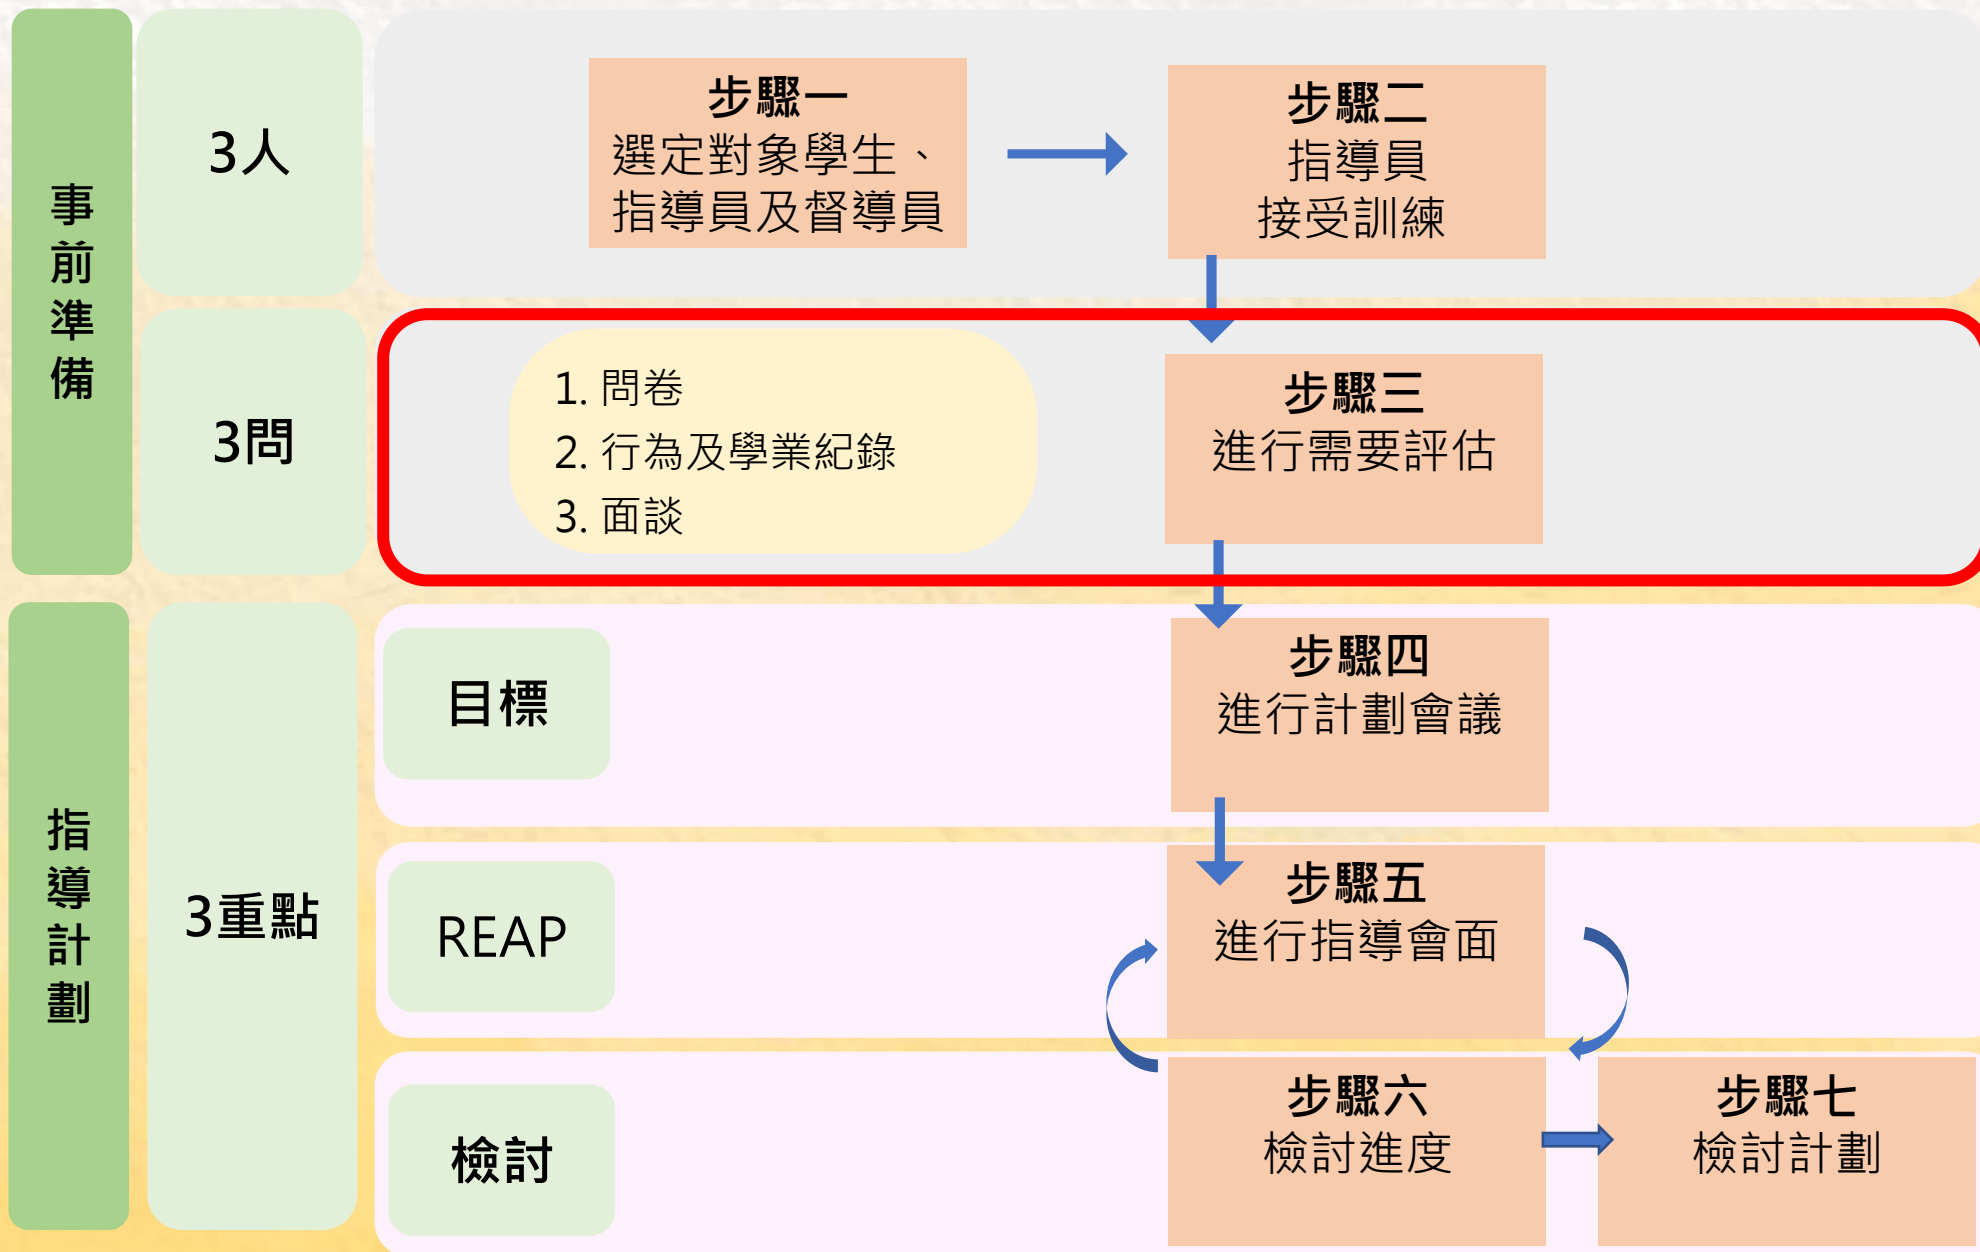 事前準備
3人
步驟一
選定對象學生、
指導員及督導員
步驟二
指導員
接受訓練
3問
1. 問卷
2. 行為及學業紀錄
3. 面談
步驟三
進行需要評估
指導計劃
3重點
目標
步驟四
進行計劃會議
REAP
步驟五
進行指導會面
檢討
步驟六
檢討進度
步驟七
檢討計劃